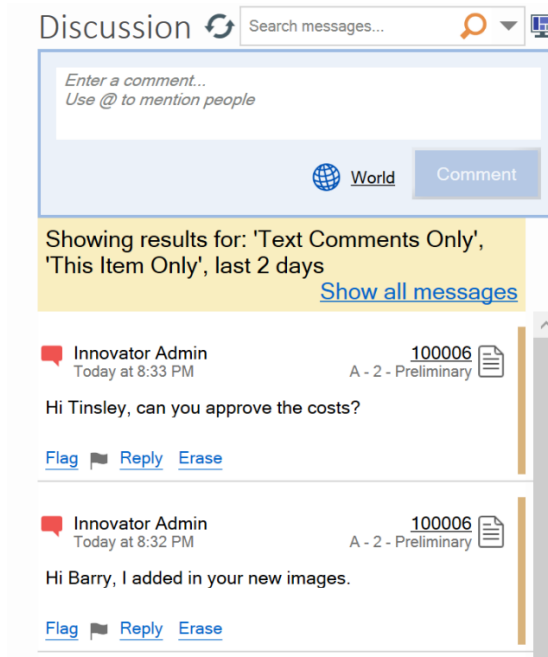 Discussion
Search messages...
Enter a comment...
Use @ to mention people
World
Comment
Showing results for: 'Text Comments Only',
'This Item Only', last 2 days
Show all messages
Innovator Admin 100006
Today at 8:33 PM A - 2 - Preliminary
Hi Tinsley, can you approve the costs?
Flag Reply Erase
Innovator Admin 100006
Today at 8:32 PM A - 2 - Preliminary
Hi Barry, I added in your new images.
Flag Reply Erase